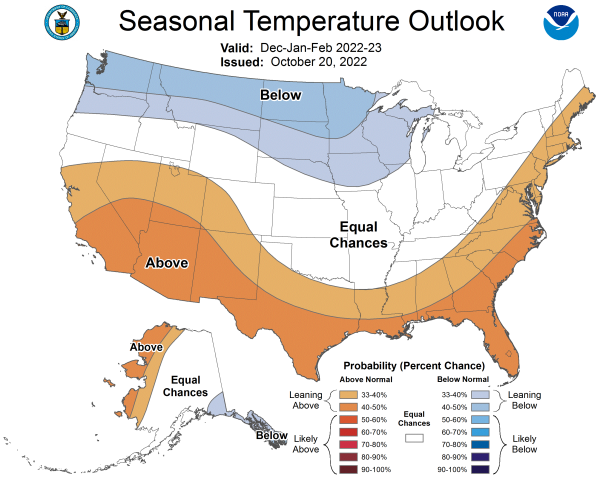 Seasonal Temperature Outlook
NOAA
Valid: Dec-Jan-Feb 2022-23
Issued: October 20, 2022
Below
Equal
Chances
Above
Above
Equal
Chances
Below
Probability (Percent Chance)
Above Normal
Below Normal
Leaning
Above
33-40%
40-50%
Likely
Above
50-60%
60-70%
70-80%
80-90%
90-100%
Equal
Chances
33-40%
40-50%
Leaning
Below
50-60%
60-70%
70-80%
80-90%
90-100%
Likely
Below